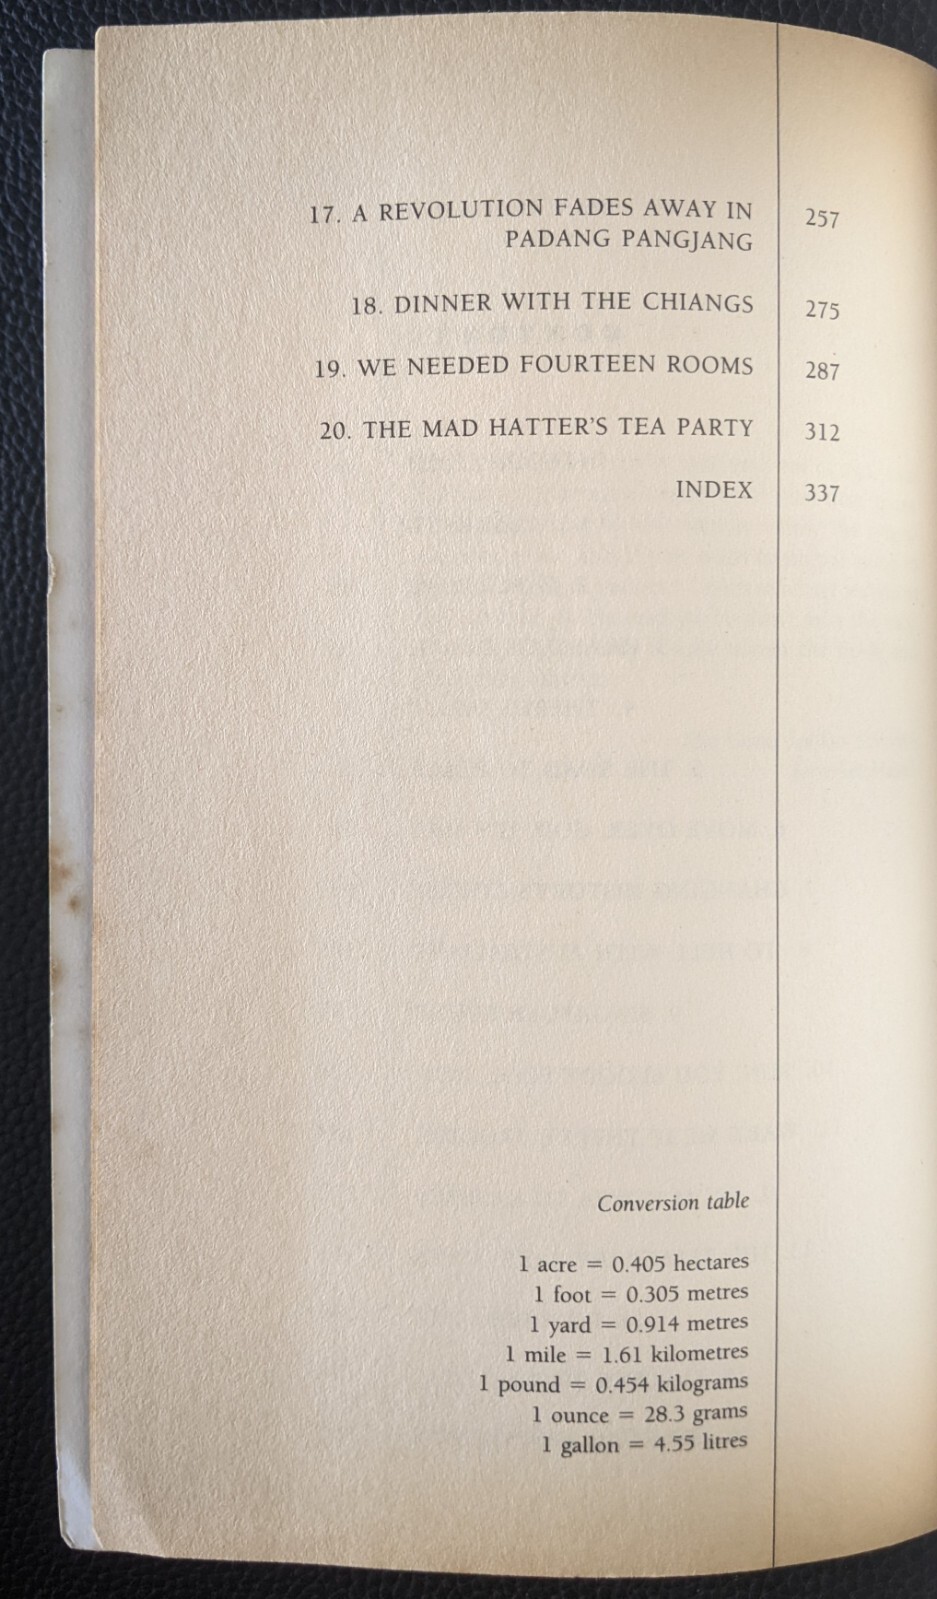 17. A REVOLUTION FADES AWAY IN 257
PADANG PANGJANG
18. DINNER WITH THE CHIANGS 275
19. WE NEEDED FOURTEEN ROOMS 287
20. THE MAD HATTER'S TEA PARTY 312
INDEX 337
Conversion table
1 acre = 0.405 hectares
1 foot = 0.305 metres
1 yard = 0.914 metres
1 mile = 1.61 kilometres
1 pound = 0.454 kilograms
1 ounce = 28.3 grams
1 gallon = 4.55 litres